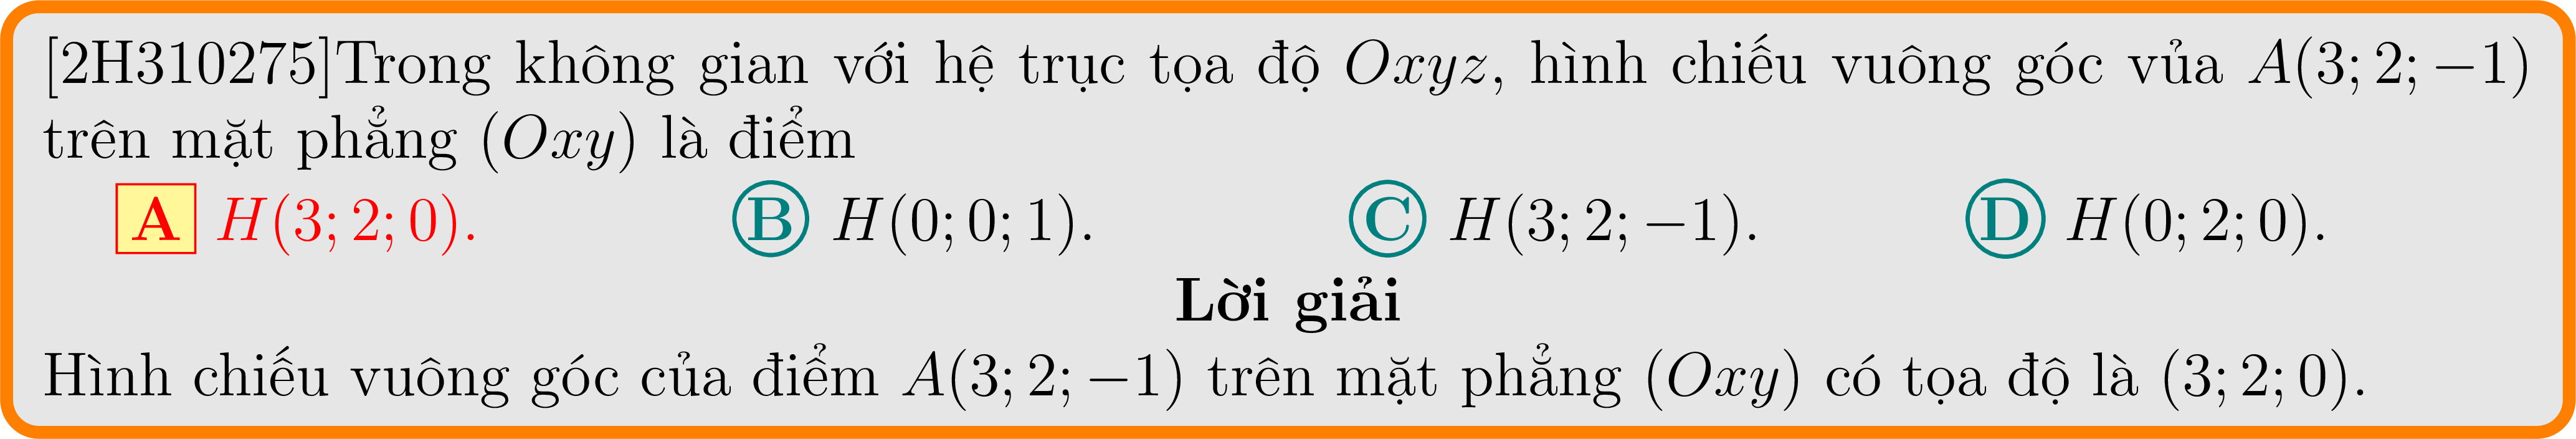 [2H310275]Trong không gian với hệ trục tọa độ Oxyz, hình chiếu vuông góc vủa A(3; 2; −1)
trên mặt phẳng (Oxy) là điểm
A H(3; 2; 0). B H(0; 0; 1). C H(3; 2; −1). D H(0; 2; 0).
Lời giải
Hình chiếu vuông góc của điểm A(3; 2; −1) trên mặt phẳng (Oxy) có tọa độ là (3; 2; 0).